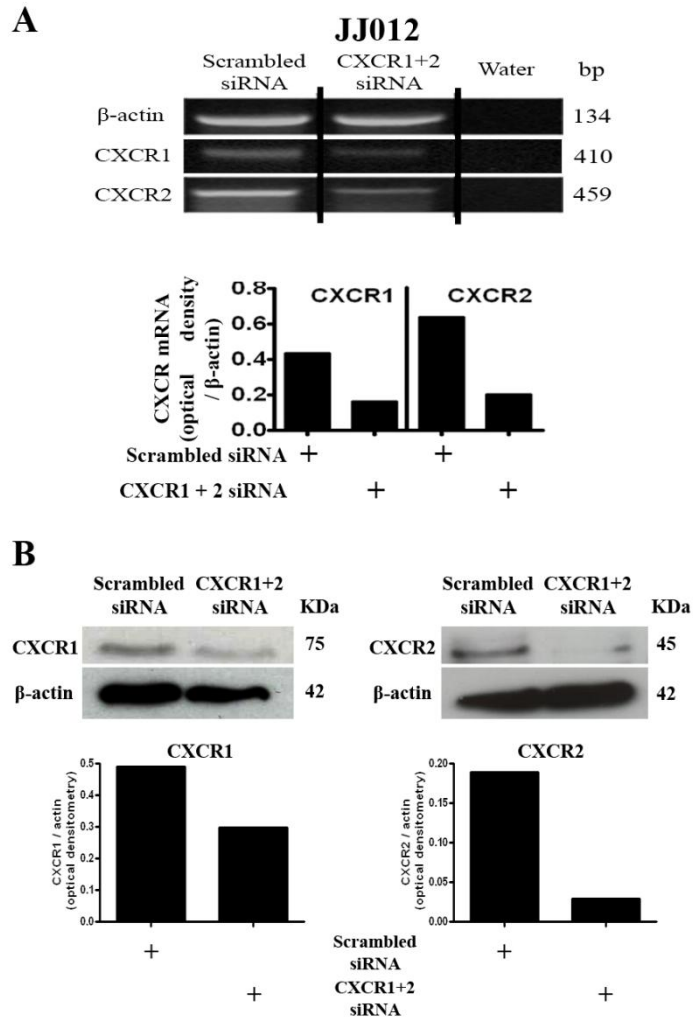 A
JJ012
Scrambled siRNA
CXCR1+2 siRNA
Water
bp
β-actin
134
CXCR1
410
CXCR2
459
CXCR mRNA
(optical density
/ β-actin)
0.8
0.6
0.4
0.2
0.0
CXCR1
CXCR2
Scrambled siRNA
+
+
CXCR1 + 2 siRNA
+
+
B
Scrambled siRNA
CXCR1+2 siRNA
KDa
CXCR1
75
β-actin
42
Scrambled siRNA
CXCR1+2 siRNA
KDa
CXCR2
45
β-actin
42
CXCR1
CXCR1 / actin
(optical densitometry)
0.5
0.4
0.3
0.1
0.0
CXCR2
CXCR2 / actin
(optical densitometry)
0.20
0.15
0.10
0.05
0.00
+
Scrambled siRNA
+
+
CXCR1+2 siRNA
+